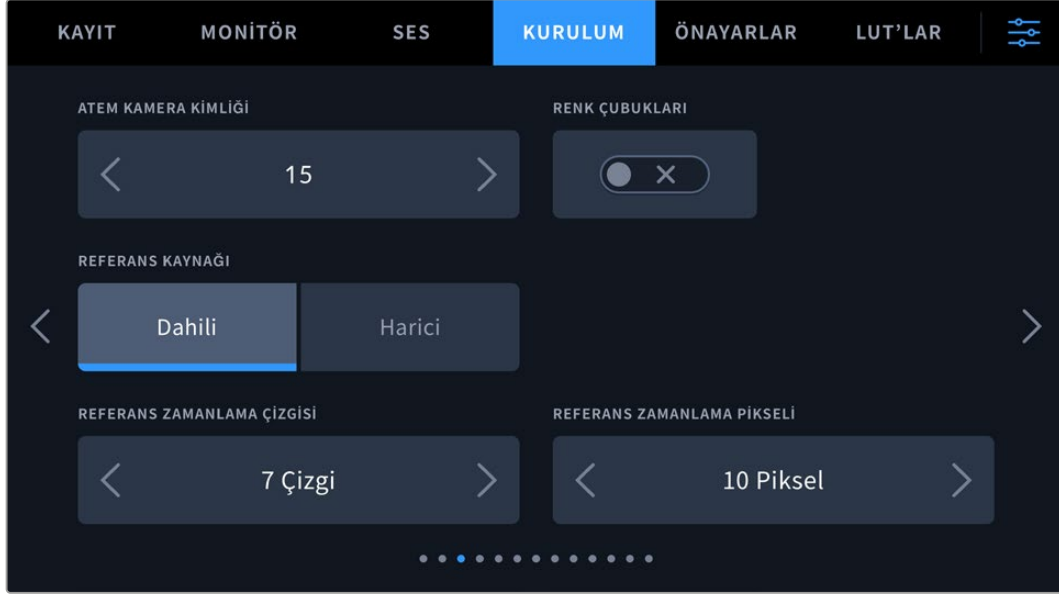 KAYIT MONİTÖR SES KURULUM ÖNAYARLAR LUT’LAR
ATEM KAMERA KİMLİĞİ RENK ÇUBUKLARI
15
REFERANS KAYNAĞI
Dahili Harici
REFERANS ZAMANLAMA ÇİZGİSİ REFERANS ZAMANLAMA PİKSELİ
7 Çizgi 10 Piksel